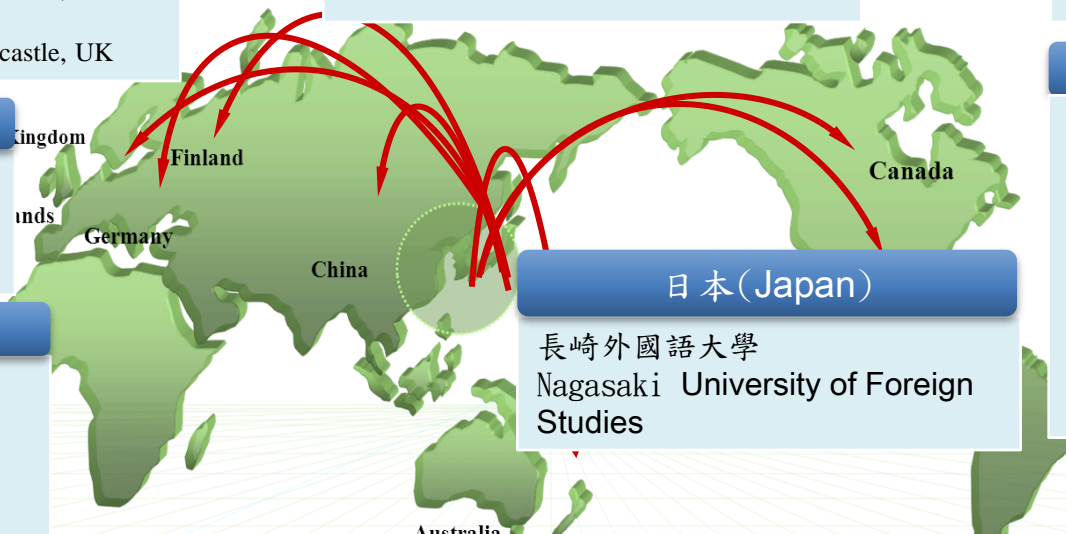 castle, UK
Kingdom
Finland
Canada
ands
Germany
China
日本(Japan)
長崎外國語大學
Nagasaki University of Foreign
Studies
Australia